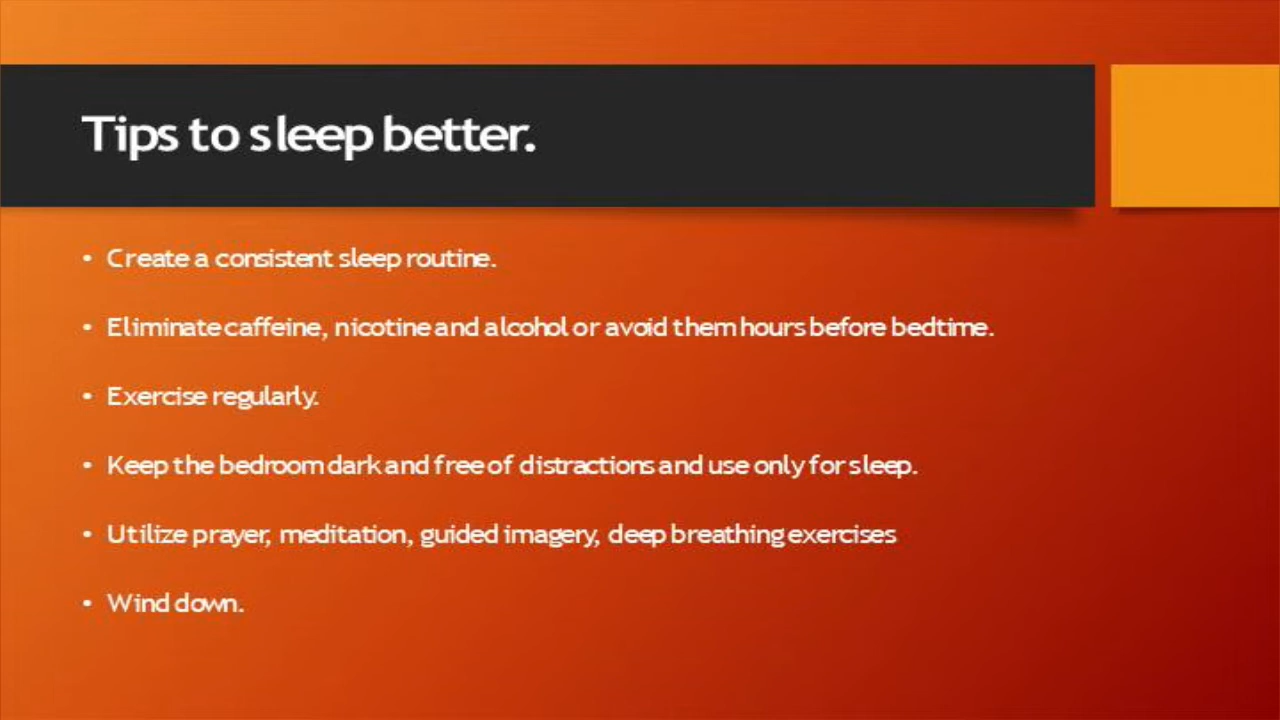 Tips to sleep better.
• Create a consistent sleep routine.
• Eliminate caffeine, nicotine and alcohol or avoid them hours before bedtime.
• Exercise regularly.
• Keep the bedroom dark and free of distractions and use only for sleep.
• Utilize prayer, meditation, guided imagery, deep breathing exercises
• Wind down.